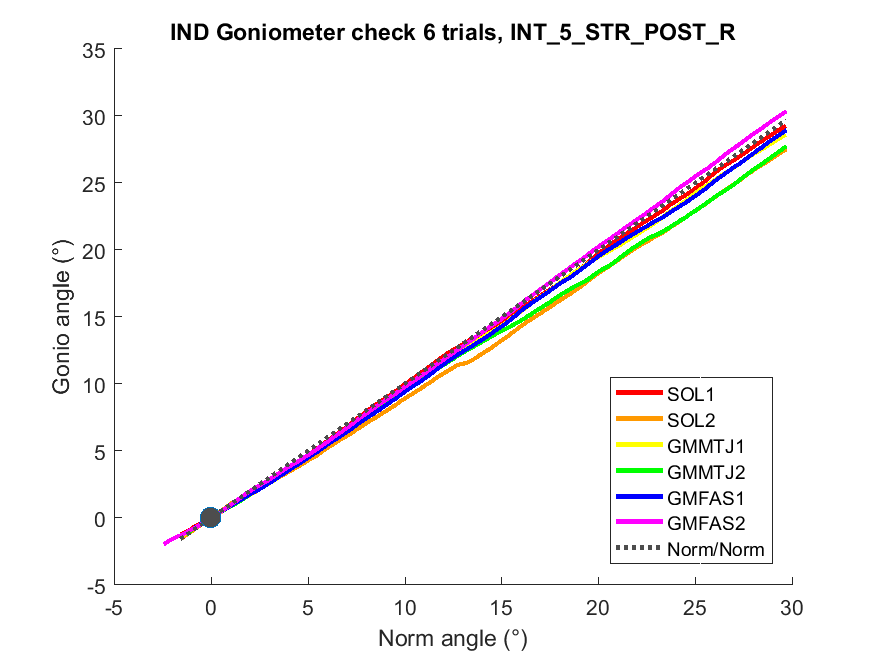 IND Goniometer check 6 trials, INT_5_STR_POST_R
35
30
25
20
15
10
5
0
-5
Gonio angle (°)
-5 0 5 10 15 20 25 30
Norm angle (°)
SOL1
SOL2
GMMTJ1
GMMTJ2
GMFAS1
GMFAS2
Norm/Norm